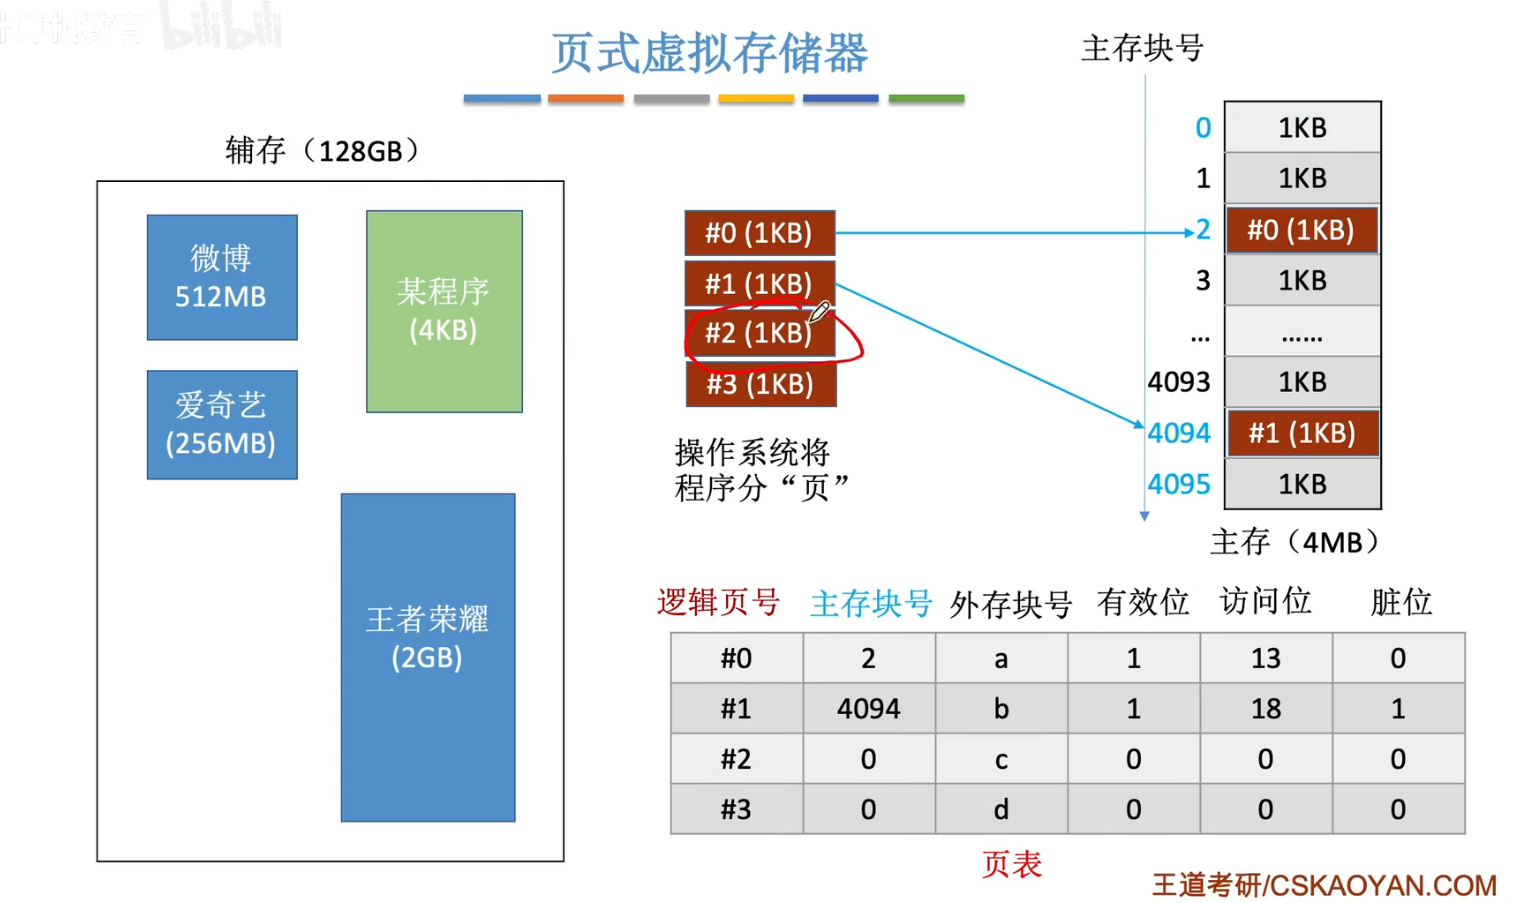 计算机教育 bilibili
页式虚拟存储器
主存块号
辅存（128GB）
微博
512MB
某程序
(4KB)
爱奇艺
(256MB)
王者荣耀
(2GB)
#0 (1KB)
#1 (1KB)
#2 (1KB)
#3 (1KB)
操作系统将
程序分“页”
0 1KB
1 1KB
2 #0 (1KB)
3 1KB
... ......
4093 1KB
4094 #1 (1KB)
4095 1KB
主存（4MB）
逻辑页号 主存块号 外存块号 有效位 访问位 脏位
#0 2 a 1 13 0
#1 4094 b 1 18 1
#2 0 c 0 0 0
#3 0 d 0 0 0
页表
王道考研/CSKAOYAN.COM